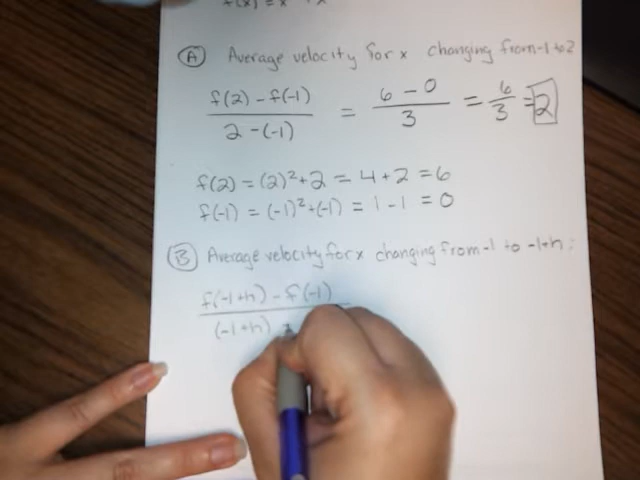 f(x) = x + x
Ⓐ Average velocity for x changing from -1 to 2
f(2) - f(-1) / 2 - (-1) = 6 - 0 / 3 = 6/3 = 2
f(2) = (2)² + 2 = 4 + 2 = 6
f(-1) = (-1)² + (-1) = 1 - 1 = 0
Ⓑ Average velocity for x changing from -1 to -1+h:
f(-1+h) - f(-1)
(-1+h)